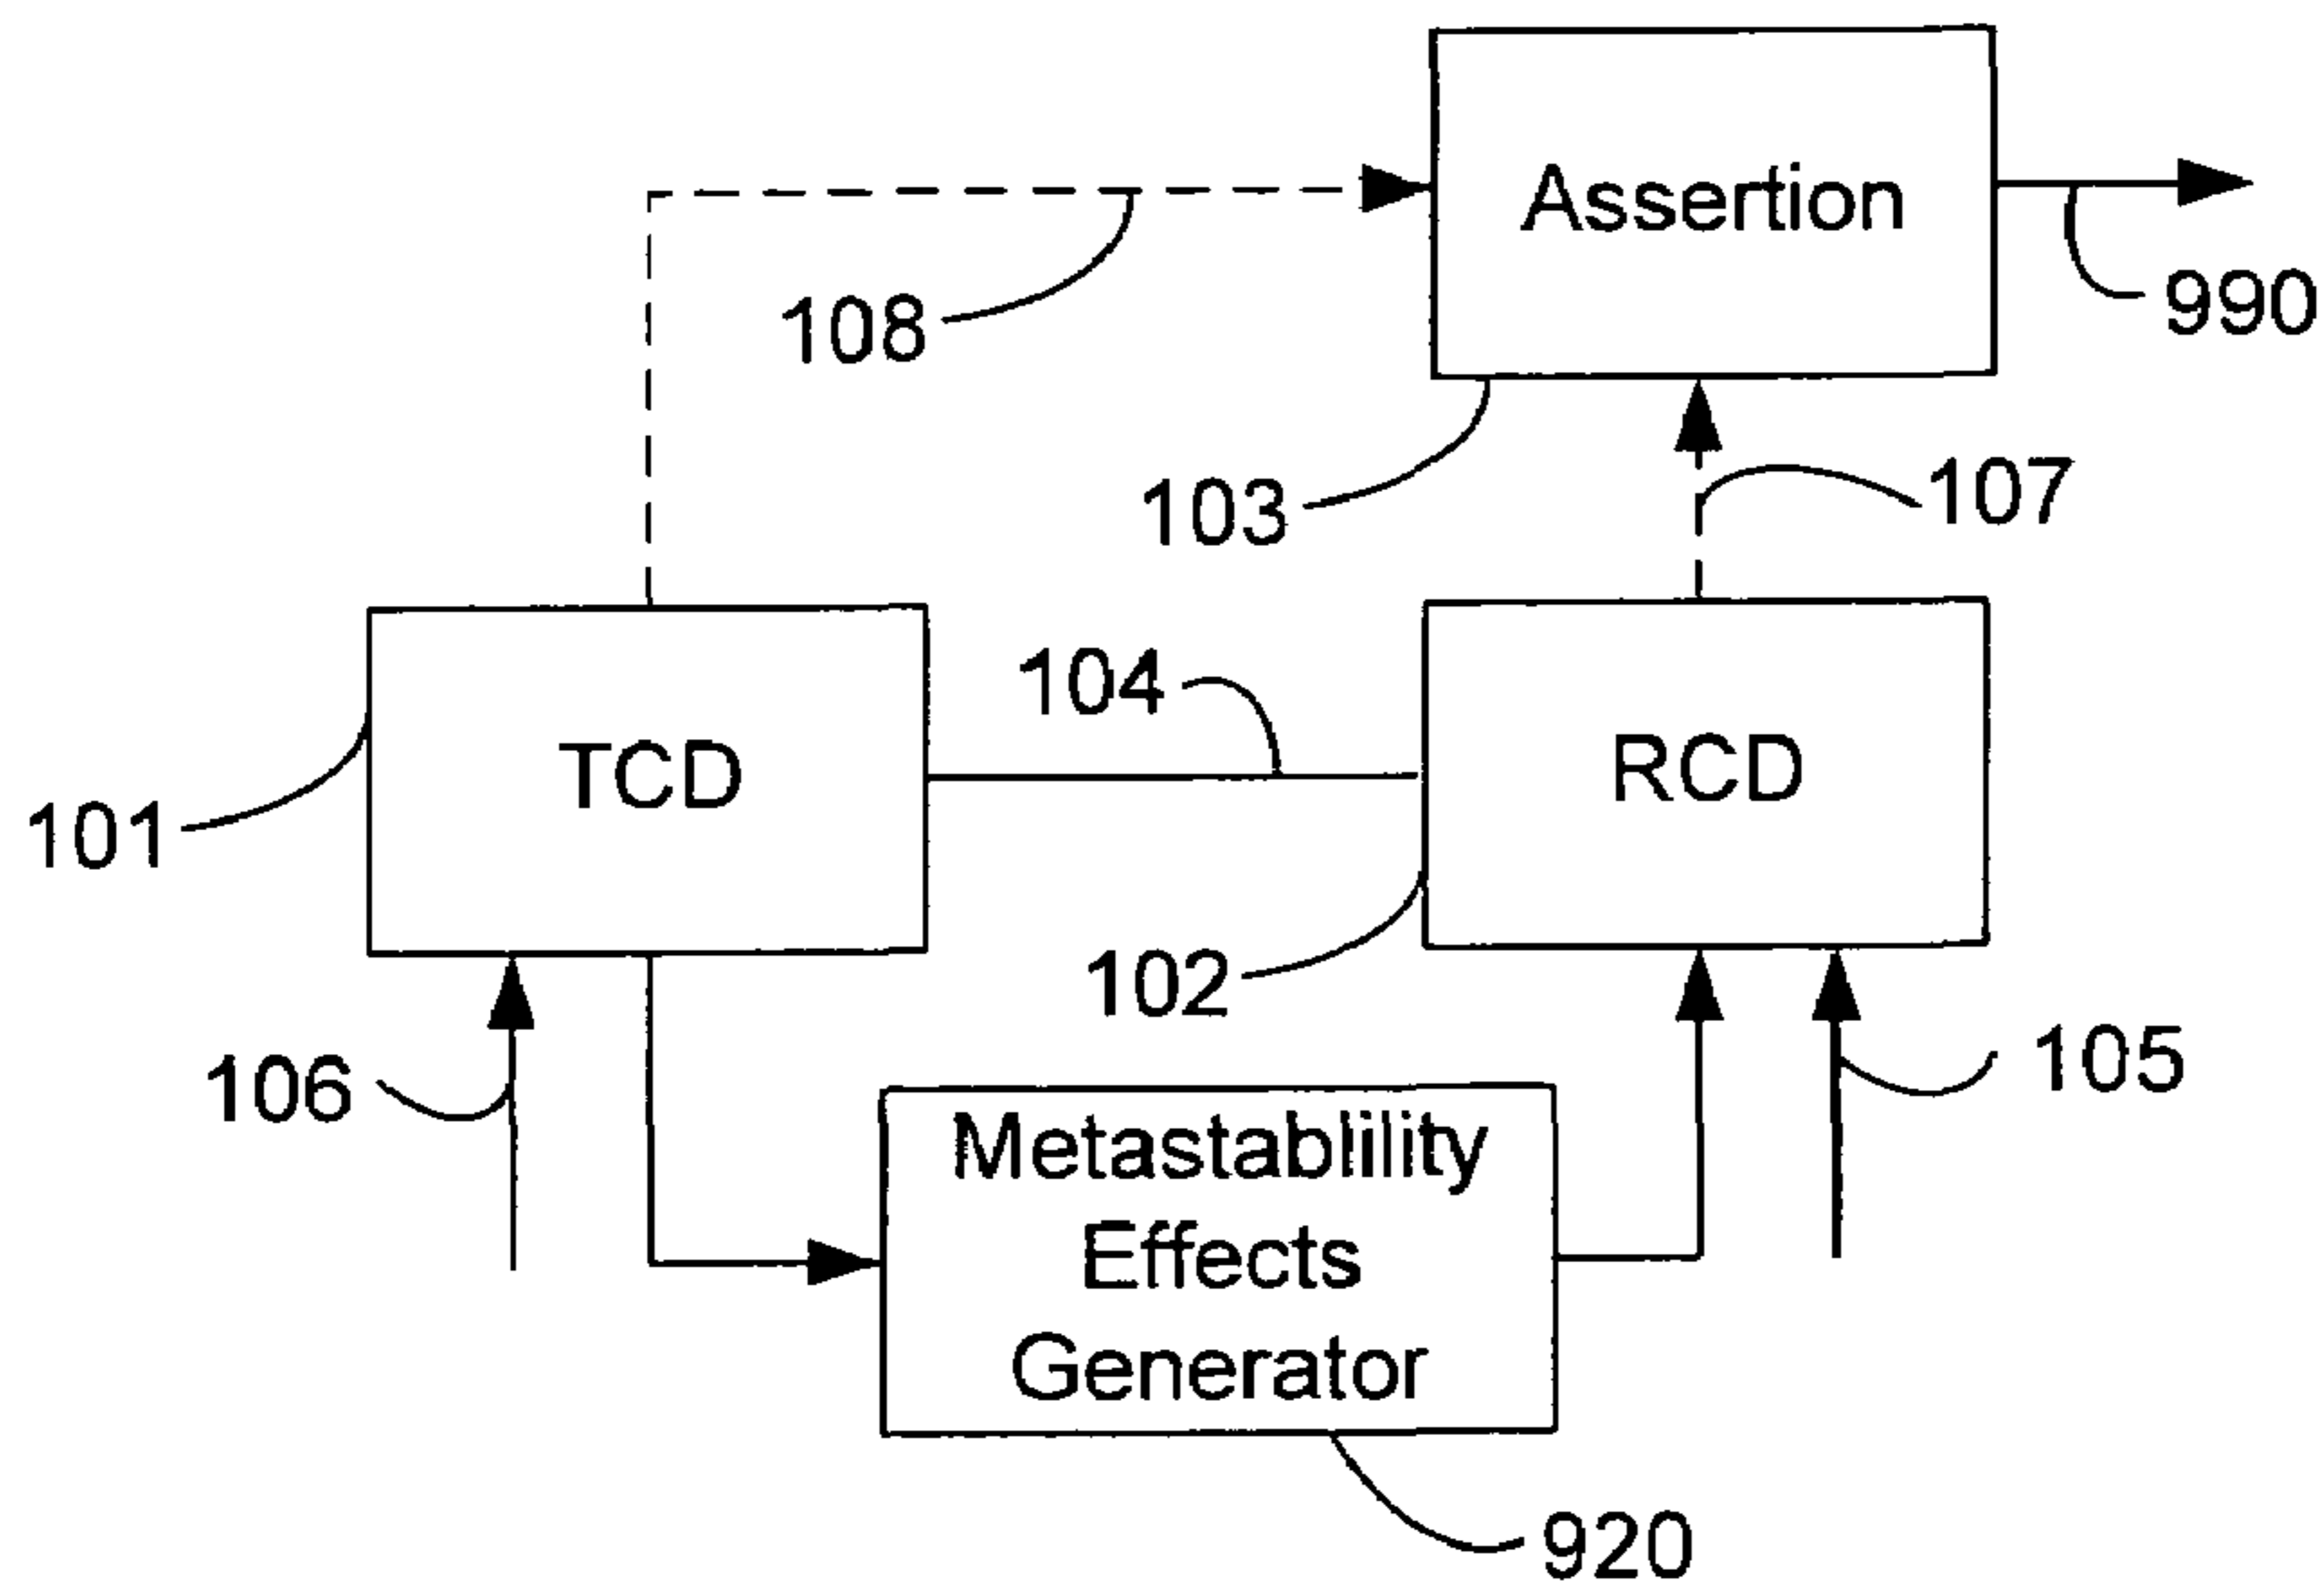 Assertion
990
108
103
107
104
TCD
RCD
101
102
106
105
Metastablility
Effects
Generator
920